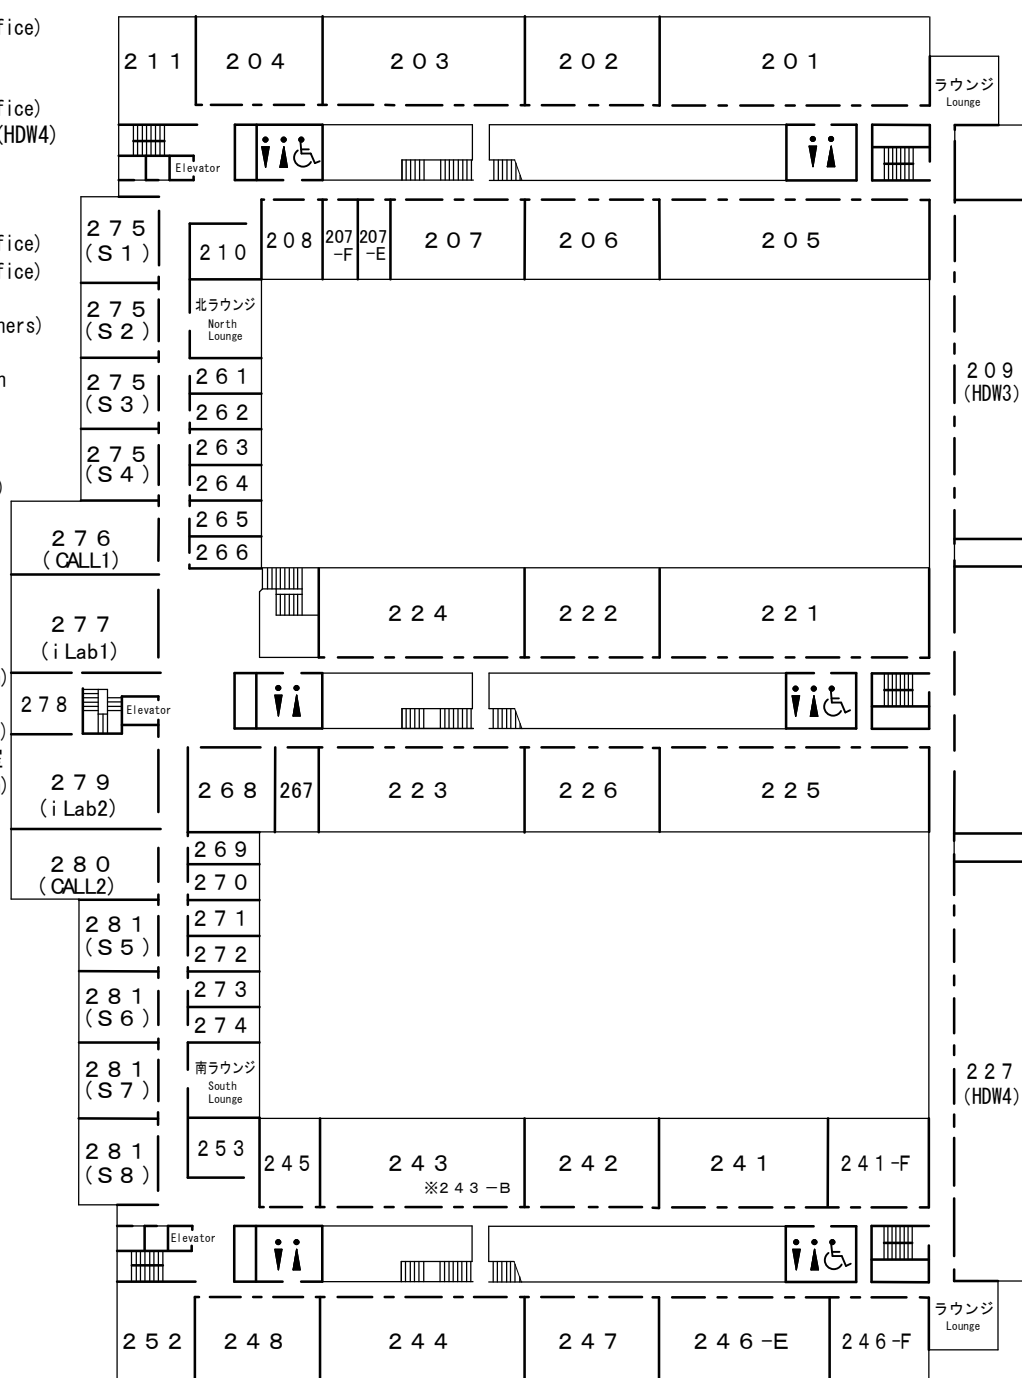 fice)
211 204 203 202 201
ラウンジ
Lounge
fice)
(HDW4)
Elevator
275
(S1)
210 208 207
-F 207
-E 207 206 205
fice)
fice)
275
(S2)
北ラウンジ
North
Lounge
ners)
275
(S3)
261
209
(HDW3)
262
275
(S4)
263
264
)
265
276
(CALL1)
266
277
(iLab1)
224 222 221
)
278
Elevator
)
279
(iLab2)
268 267 223 226 225
)
280
(CALL2)
269
270
281
(S5)
271
272
281
(S6)
273
274
281
(S7)
南ラウンジ
South
Lounge
227
(HDW4)
281
(S8)
253 245 243 242 241 241-F
※243-B
Elevator
252 248 244 247 246-E 246-F
ラウンジ
Lounge